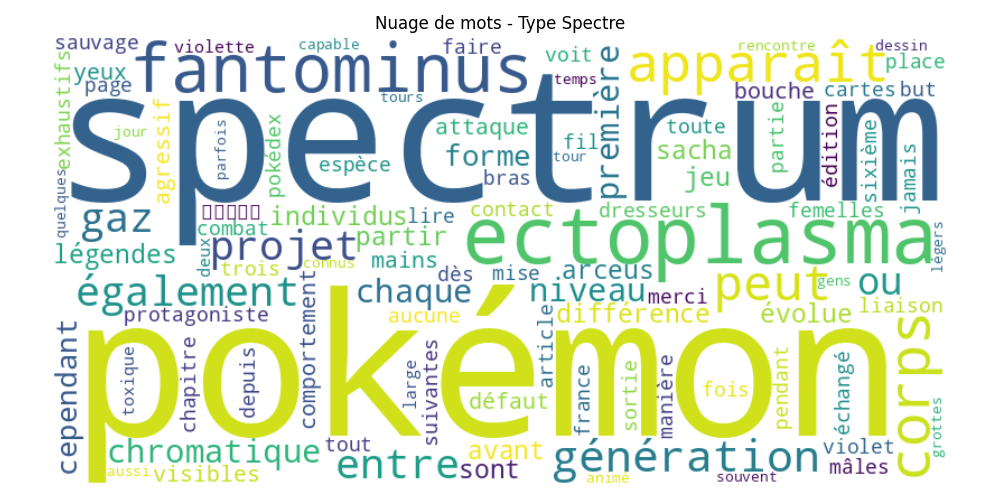 Nuage de mots - Type Spectre
sauvage
violette
capable
faire
voit
rencontre
dessin
fantominus
apparaît
place
yeux
page
temps
bouche
cartes
but
exhaustifs
spectrum
tours
première
jour
agressif
parfois
pokédex
attaque
fil
toute
partie
édition
sixième
jamais
forme
tour
sacha
espèce
bras
jeu
quelques
gaz
individus
lire
contact
dresseurs
femelles
combat
projet
partir
ectoplasma
légers
légendes
deux
trois
connus
mains
dès
mise
arceus
peut
gens
ou
également
chaque
niveau
merci
liaison
protagoniste
comportement
aucune
différence
évolue
cependant
pokémon
corps
toxique
chapitre
depuis
large
suivantes
article
défaut
france
sortie
manière
fois
pendant
échangé
grottes
chromatique
tout
avant
violet
entre
sont
génération
mâles
aussi
visibles
anime
souvent